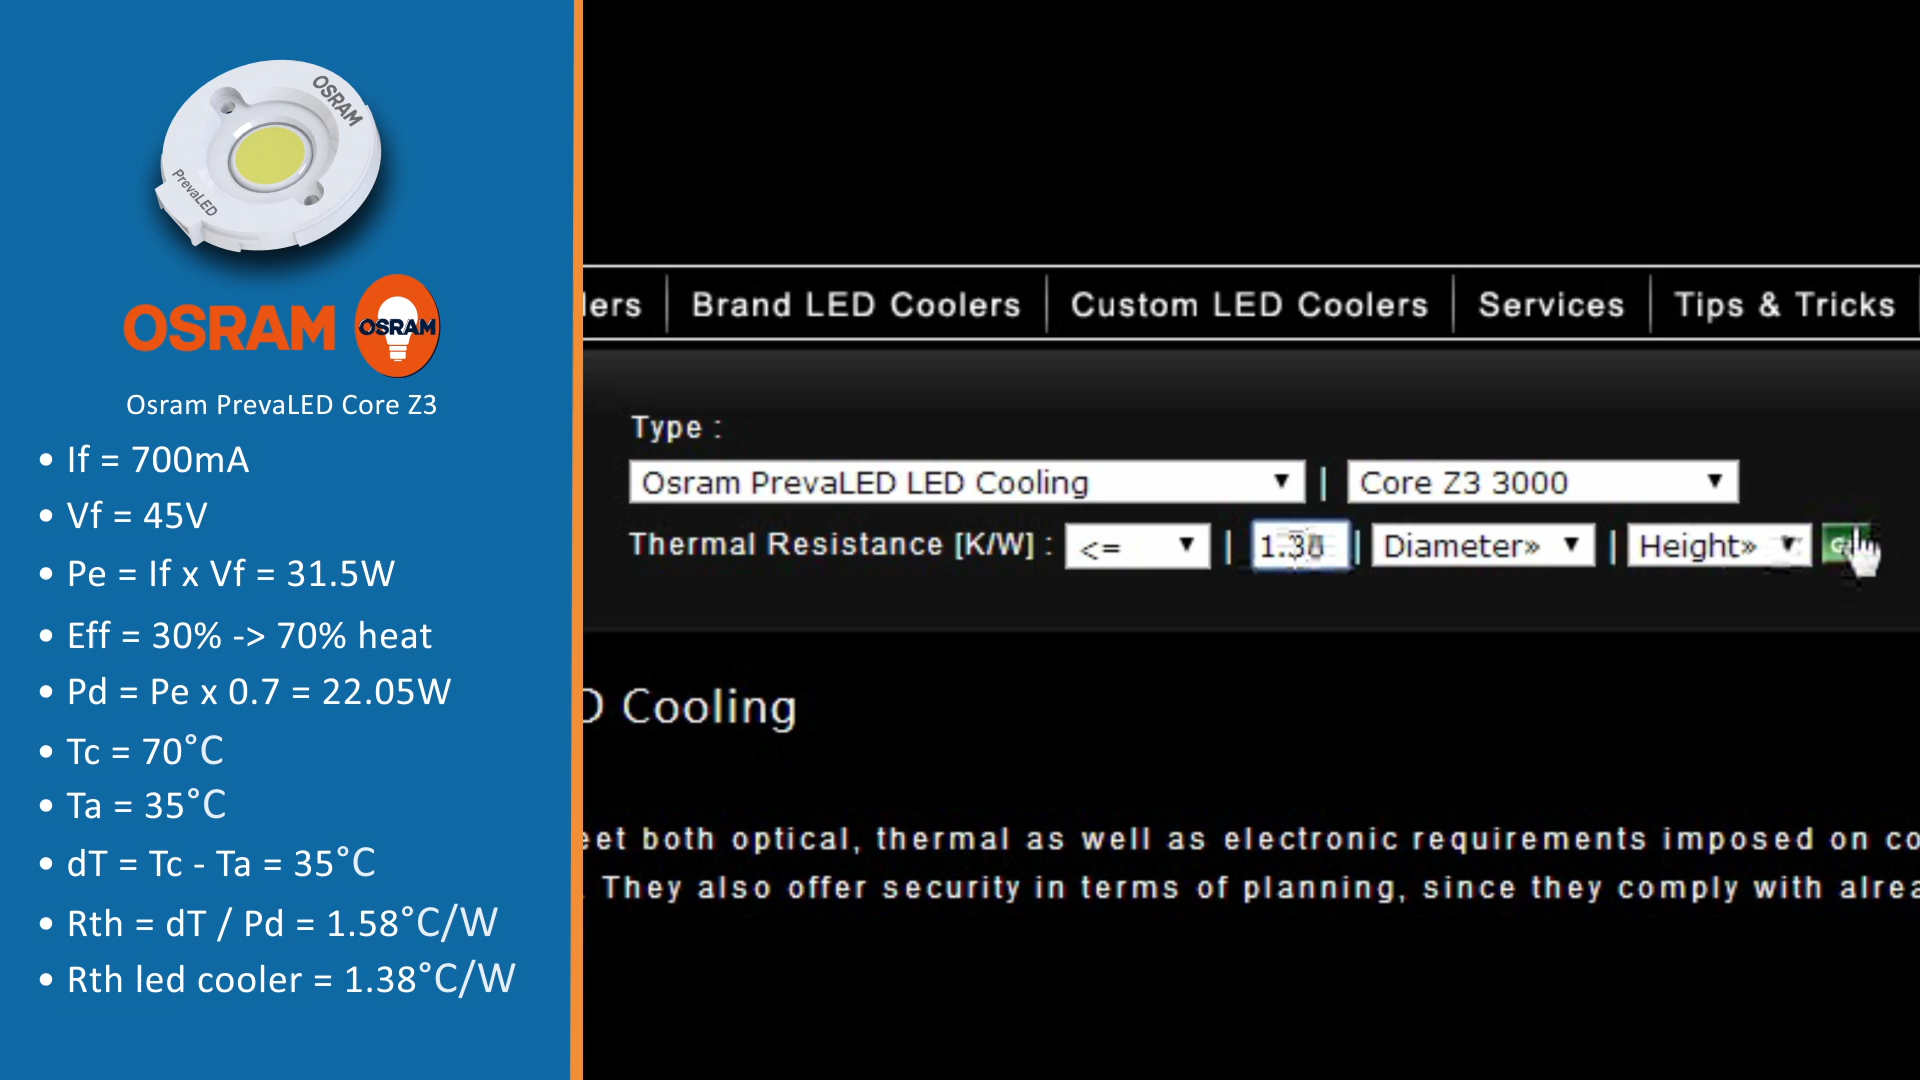 OSRAM
PrevaLED
OSRAM
OSRAM
Osram PrevaLED Core Z3
• If = 700mA
• Vf = 45V
• Pe = If x Vf = 31.5W
• Eff = 30% -> 70% heat
• Pd = Pe x 0.7 = 22.05W
• Tc = 70°C
• Ta = 35°C
• dT = Tc - Ta = 35°C
• Rth = dT / Pd = 1.58°C/W
• Rth led cooler = 1.38°C/W
lers | Brand LED Coolers | Custom LED Coolers | Services | Tips & Tricks
Type :
Osram PrevaLED LED Cooling | Core Z3 3000
Thermal Resistance [K/W] : <= | 1.38 | Diameter» | Height»
D Cooling
eet both optical, thermal as well as electronic requirements imposed on co
. They also offer security in terms of planning, since they comply with alrea